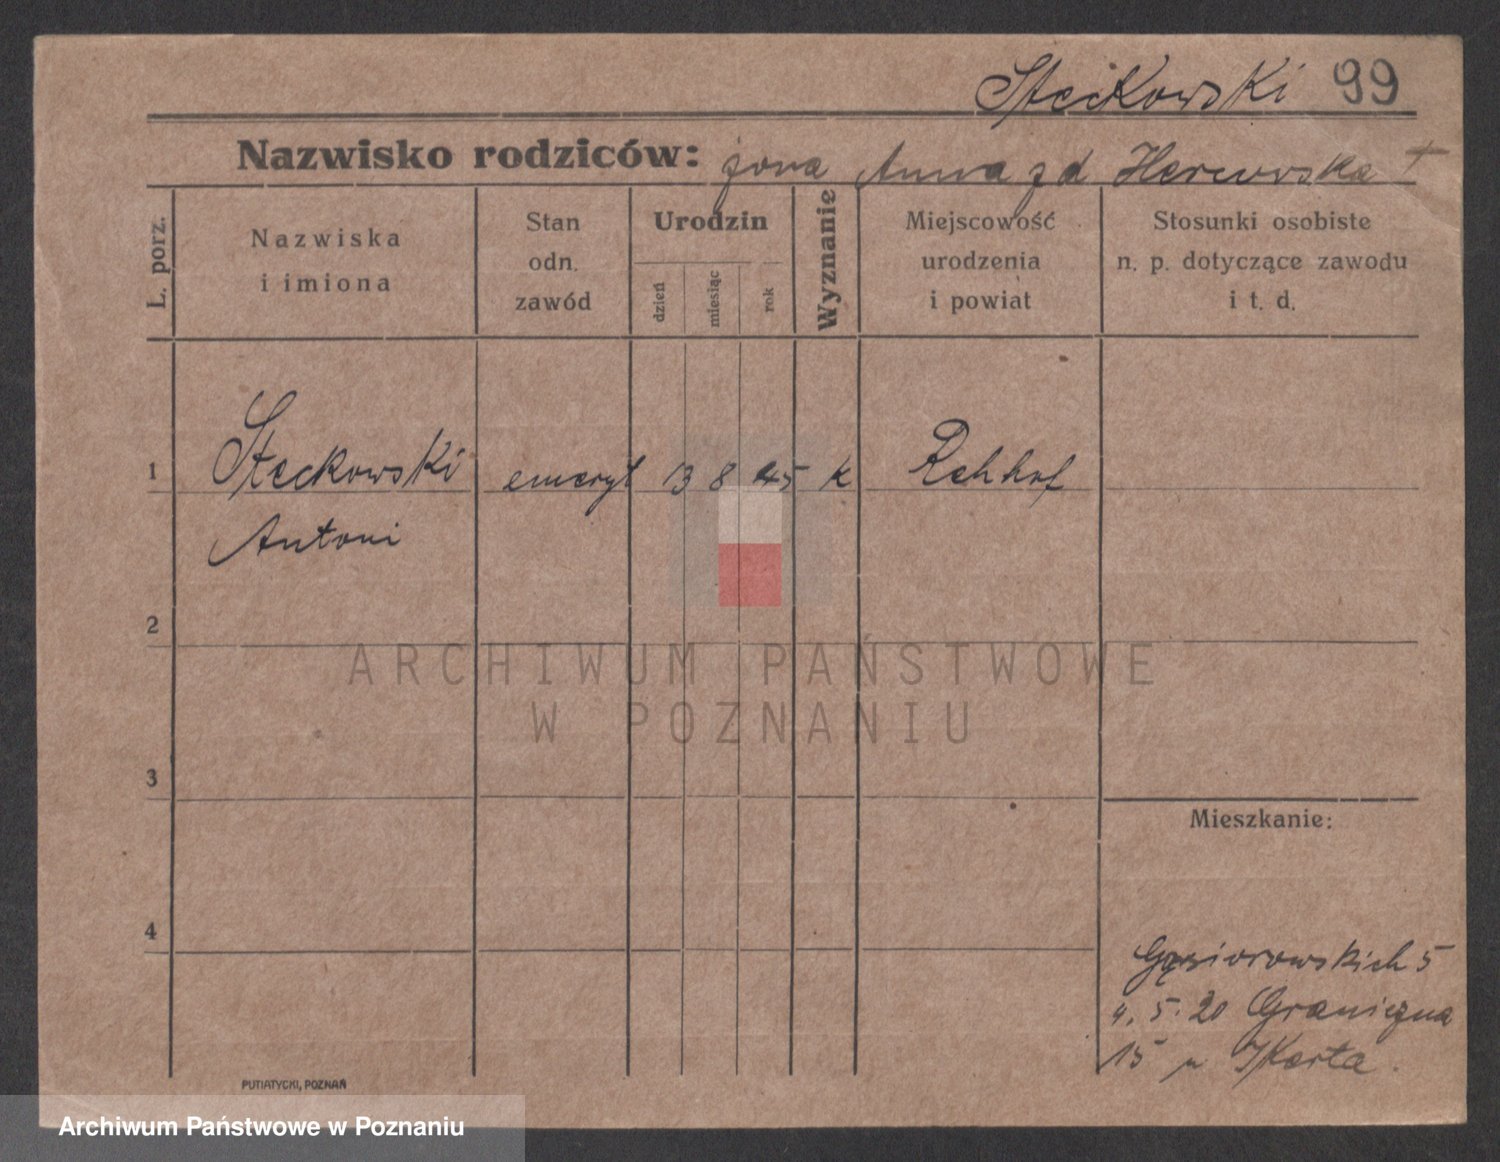 Steckowski 99
Nazwisko rodziców: żona Anna zd +
L. porz.
Nazwiska
i imiona
Stan
odn.
zawód
Urodzin
dzień
miesiąc
rok
Wyznanie
Miejscowość
urodzenia
i powiat
Stosunki osobiste
n. p. dotyczące zawodu
i t. d.
1 Steckowski emeryt 13 8 45 k Rehhof
Antoni
2
3
4
Mieszkanie:
Gąsiorowskich 5
4. 5. 20 Graniczna
15
PUTIATYCKI, POZNAŃ
ARCHIWUM PAŃSTWOWE
W POZNANIU
Archiwum Państwowe w Poznaniu